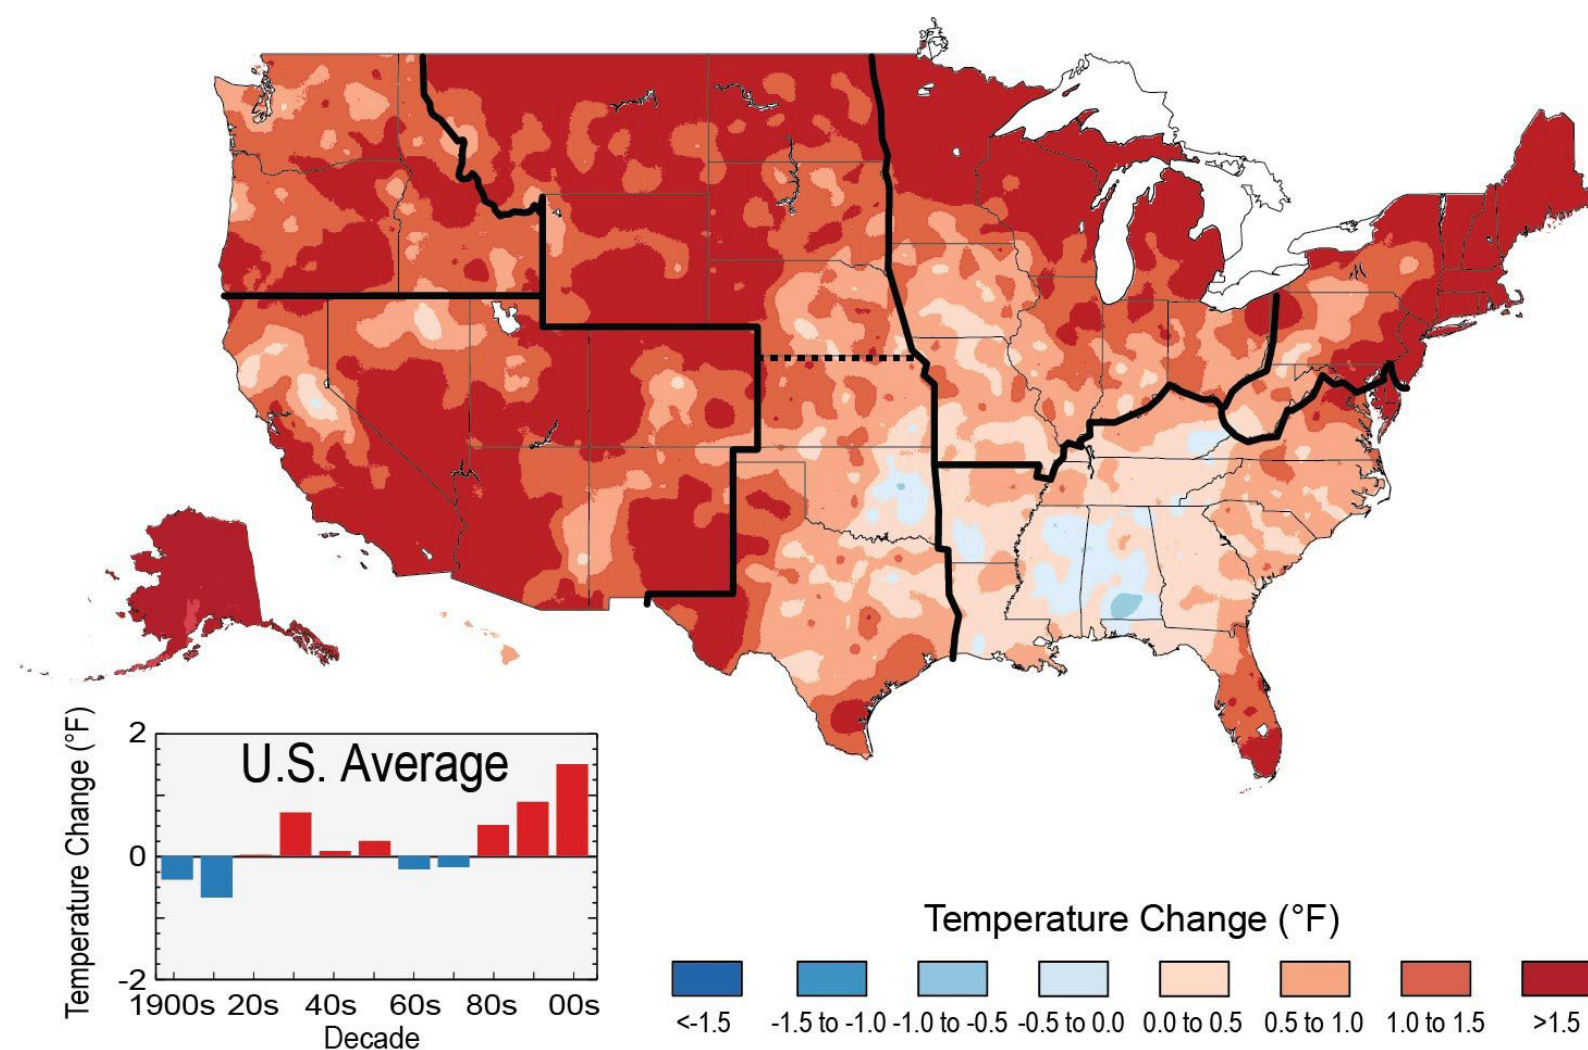 U.S. Average
Temperature Change (°F)
2
0
-2
1900s 20s 40s 60s 80s 00s
Decade
Temperature Change (°F)
<-1.5 -1.5 to -1.0 -1.0 to -0.5 -0.5 to 0.0 0.0 to 0.5 0.5 to 1.0 1.0 to 1.5 >1.5